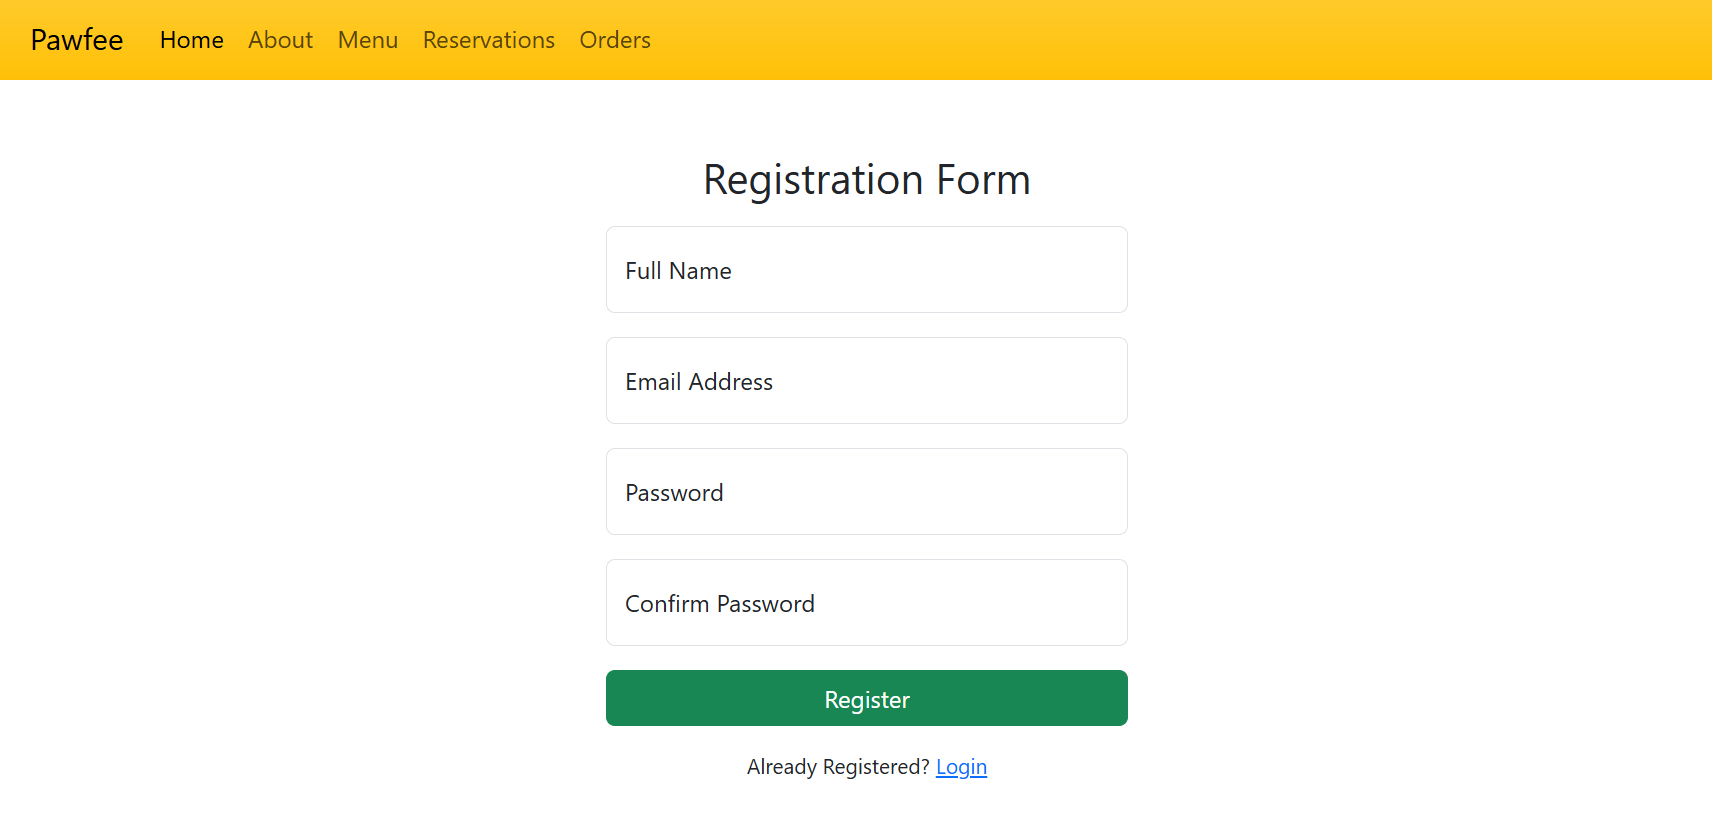 Pawfee Home About Menu Reservations Orders
Registration Form
Full Name
Email Address
Password
Confirm Password
Register
Already Registered? Login